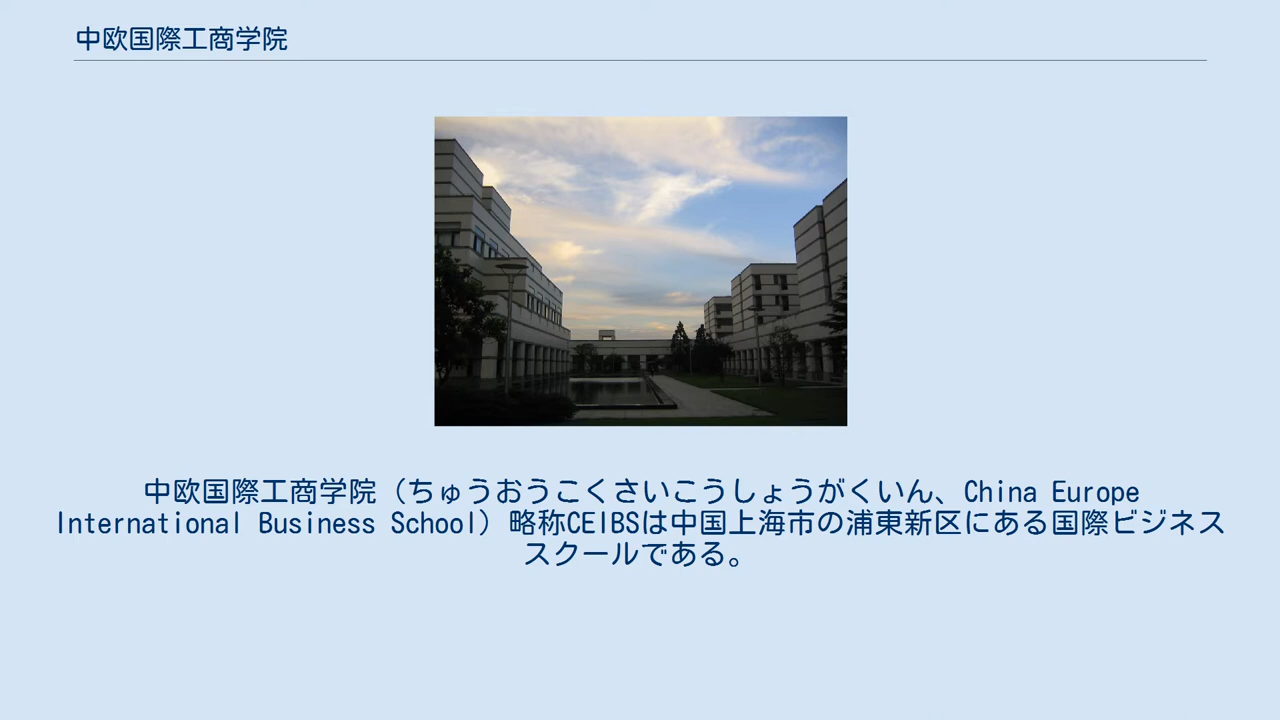 中欧国際工商学院
中欧国際工商学院（ちゅうおうこくさいこうしょうがくいん、China Europe
International Business School）略称CEIBSは中国上海市の浦東新区にある国際ビジネス
スクールである。